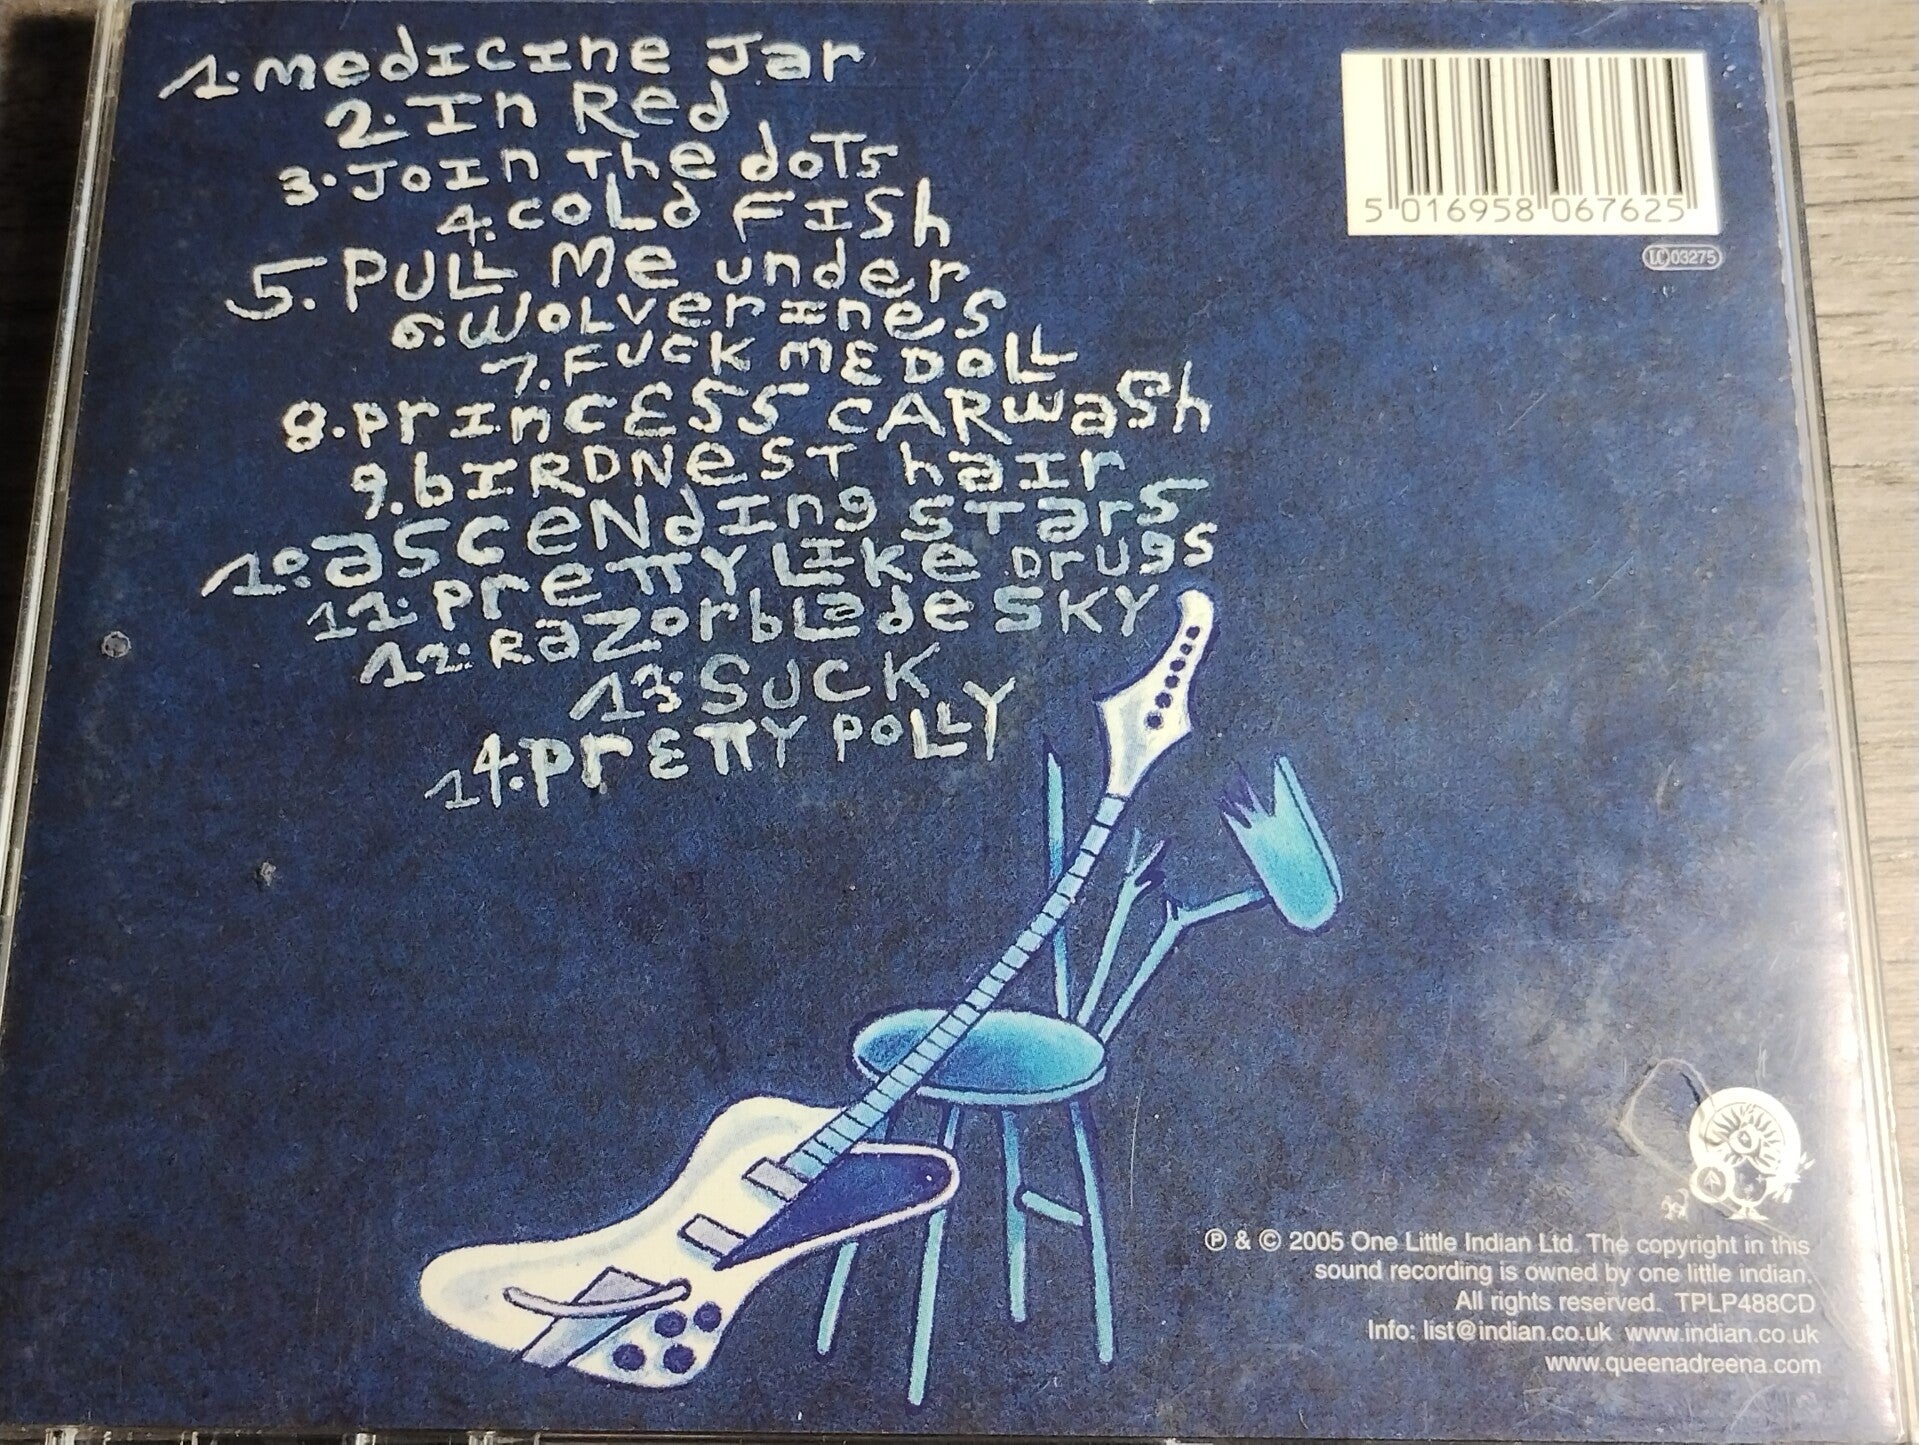 1. medicine Jar
2. In Red
3. Join The doTs
4. Cold Fish
5. Pull Me unders
6. Wolverines
7. Fuck me Doll
8. Princess CARwash
9. bIRDNesT haIr
10. ascending stars
11. PreTTY LIke Drugs
12. Razorblade SKY
13. SUCK
14. PreTTY POLLY
5 016958 067625
LC 03275
℗ & © 2005 One Little Indian Ltd. The copyright in this
sound recording is owned by one little indian.
All rights reserved. TPLP488CD
Info: list@indian.co.uk www.indian.co.uk
www.queenadreena.com